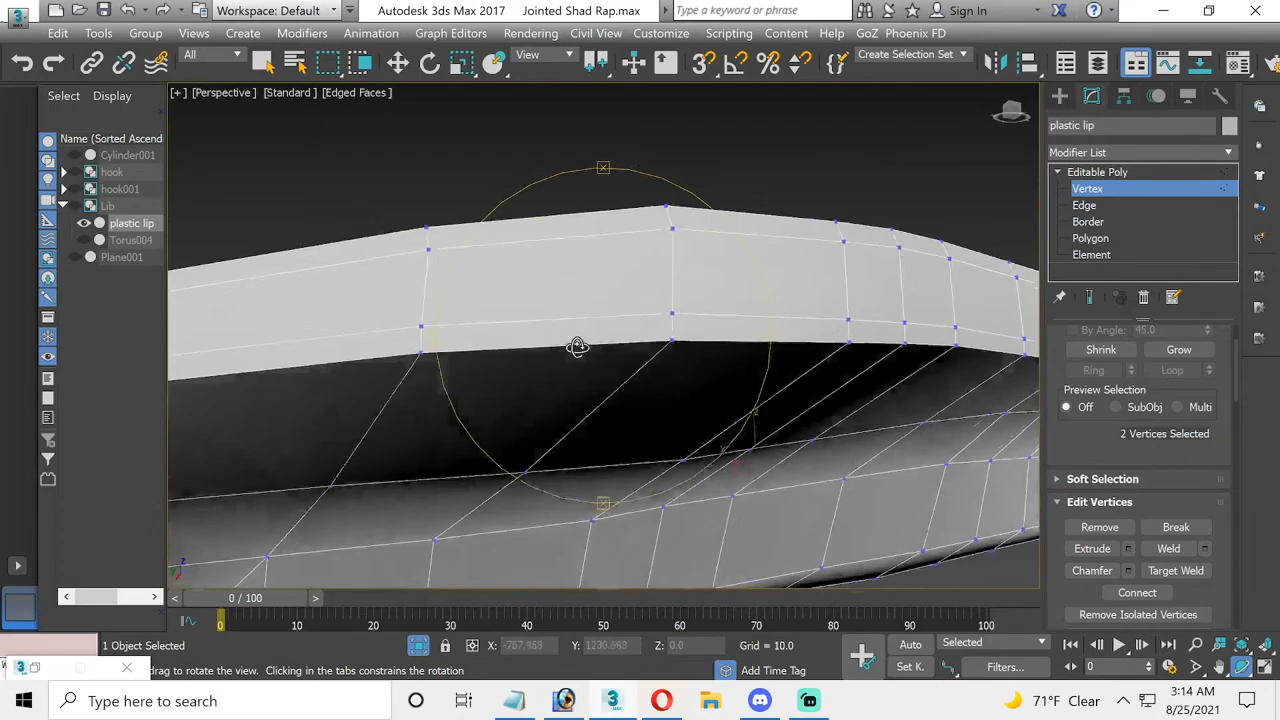 Workspace: Default
Autodesk 3ds Max 2017
Jointed Shad Rap.max
Type a keyword or phrase
Sign In
Edit Tools Group Views Create Modifiers Animation Graph Editors Rendering Civil View Customize Scripting Content Help GoZ Phoenix FD
All
View
Create Selection Set
Select Display
[+] [Perspective] [Standard] [Edged Faces]
Name (Sorted Ascend
Cylinder001
hook
hook001
Lib
plastic lip
Torus004
Plane001
plastic lip
Modifier List
Editable Poly
Vertex
Edge
Border
Polygon
Element
By Angle: 45.0
Shrink Grow
Ring Loop
Preview Selection
Off SubObj Multi
2 Vertices Selected
Soft Selection
Edit Vertices
Remove Break
Extrude Weld
Chamfer Target Weld
Connect
Remove Isolated Vertices
0 / 100
0 10 20 30 40 50 60 70 80 90 100
1 Object Selected
X: Y: Z: 0.0
Grid = 10.0
Auto Selected
drag to rotate the view. Clicking in the tabs constrains the rotation
Add Time Tag
Set K. Filters...
0
Type here to search
71°F Clear
3:14 AM
8/25/2021